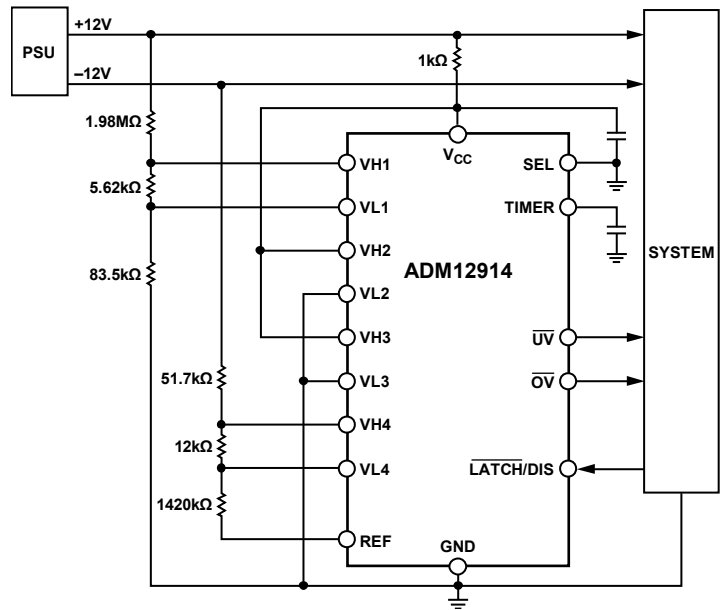 PSU
+12V
–12V
1kΩ
1.98MΩ
5.62kΩ
83.5kΩ
51.7kΩ
12kΩ
1420kΩ
VCC
VH1
VL1
VH2
VL2
VH3
VL3
VH4
VL4
REF
ADM12914
SEL
TIMER
UV
OV
LATCH/DIS
GND
SYSTEM